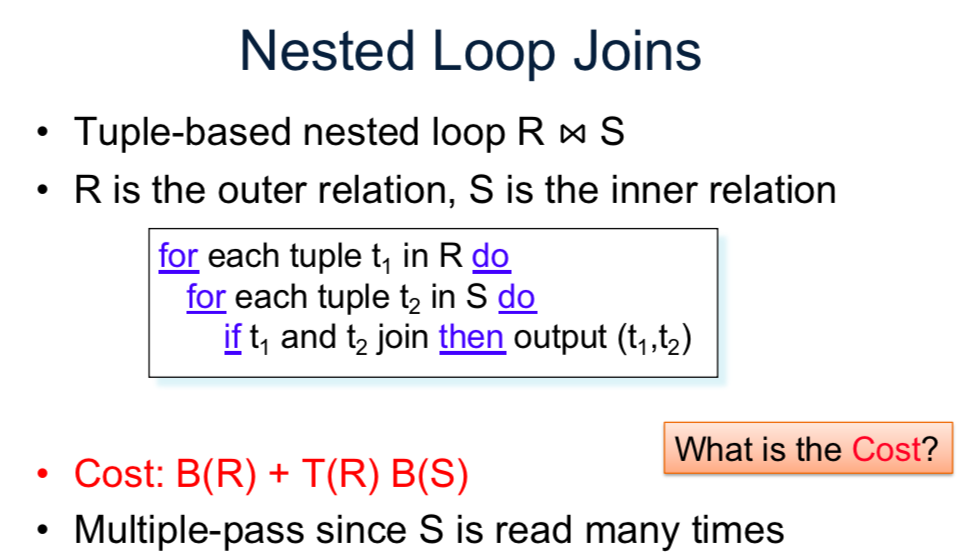 Nested Loop Joins
• Tuple-based nested loop R ⋈ S
• R is the outer relation, S is the inner relation
for each tuple t₁ in R do
for each tuple t₂ in S do
if t₁ and t₂ join then output (t₁,t₂)
What is the Cost?
• Cost: B(R) + T(R) B(S)
• Multiple-pass since S is read many times